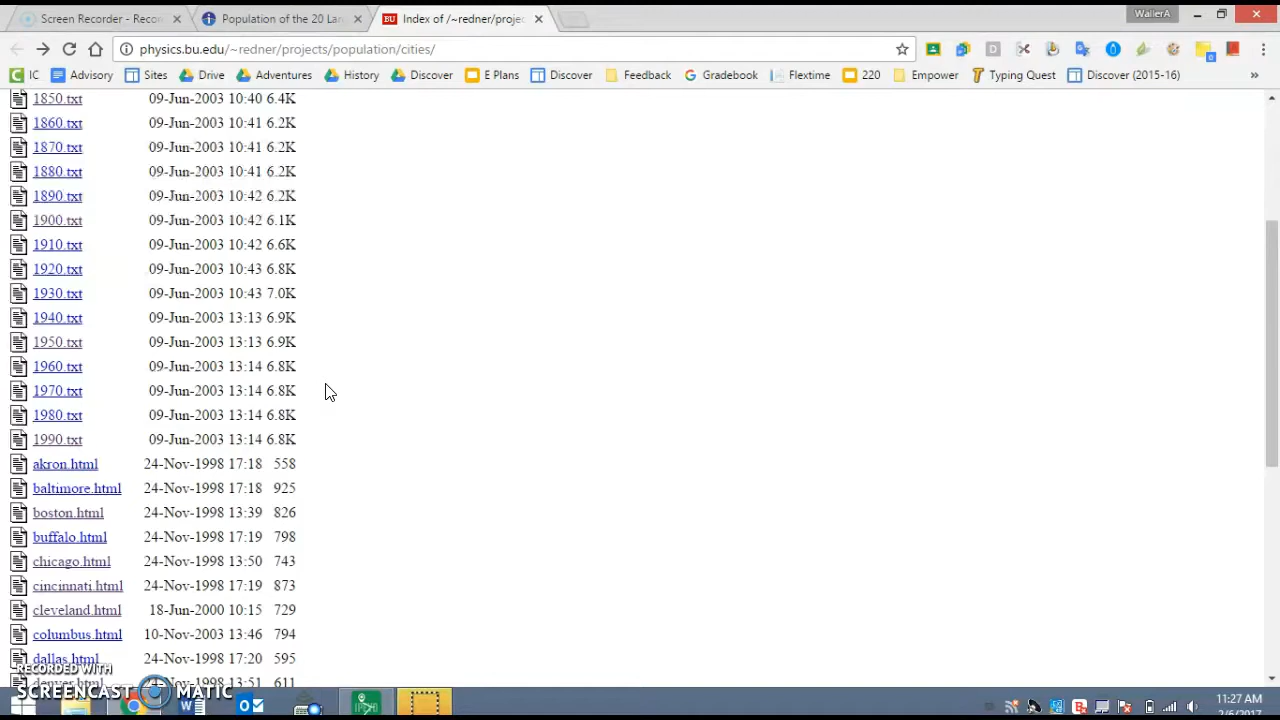 Screen Recorder - Reco
Population of the 20 Lar
BU Index of /~redner/projec
WallerA
physics.bu.edu/~redner/projects/population/cities/
IC Advisory Sites Drive Adventures History Discover E Plans Discover Feedback Gradebook Flextime 220 Empower Typing Quest Discover (2015-16) »
1850.txt 09-Jun-2003 10:40 6.4K
1860.txt 09-Jun-2003 10:41 6.2K
1870.txt 09-Jun-2003 10:41 6.2K
1880.txt 09-Jun-2003 10:41 6.2K
1890.txt 09-Jun-2003 10:42 6.2K
1900.txt 09-Jun-2003 10:42 6.1K
1910.txt 09-Jun-2003 10:42 6.6K
1920.txt 09-Jun-2003 10:43 6.8K
1930.txt 09-Jun-2003 10:43 7.0K
1940.txt 09-Jun-2003 13:13 6.9K
1950.txt 09-Jun-2003 13:13 6.9K
1960.txt 09-Jun-2003 13:14 6.8K
1970.txt 09-Jun-2003 13:14 6.8K
1980.txt 09-Jun-2003 13:14 6.8K
1990.txt 09-Jun-2003 13:14 6.8K
akron.html 24-Nov-1998 17:18 558
baltimore.html 24-Nov-1998 17:18 925
boston.html 24-Nov-1998 13:39 826
buffalo.html 24-Nov-1998 17:19 798
chicago.html 24-Nov-1998 13:50 743
cincinnati.html 24-Nov-1998 17:19 873
cleveland.html 18-Jun-2000 10:15 729
columbus.html 10-Nov-2003 13:46 794
dallas.html 24-Nov-1998 17:20 595
denver.html 24-Nov-1998 13:51 611
RECORDED WITH
SCREENCAST MATIC
11:27 AM
2/6/2017